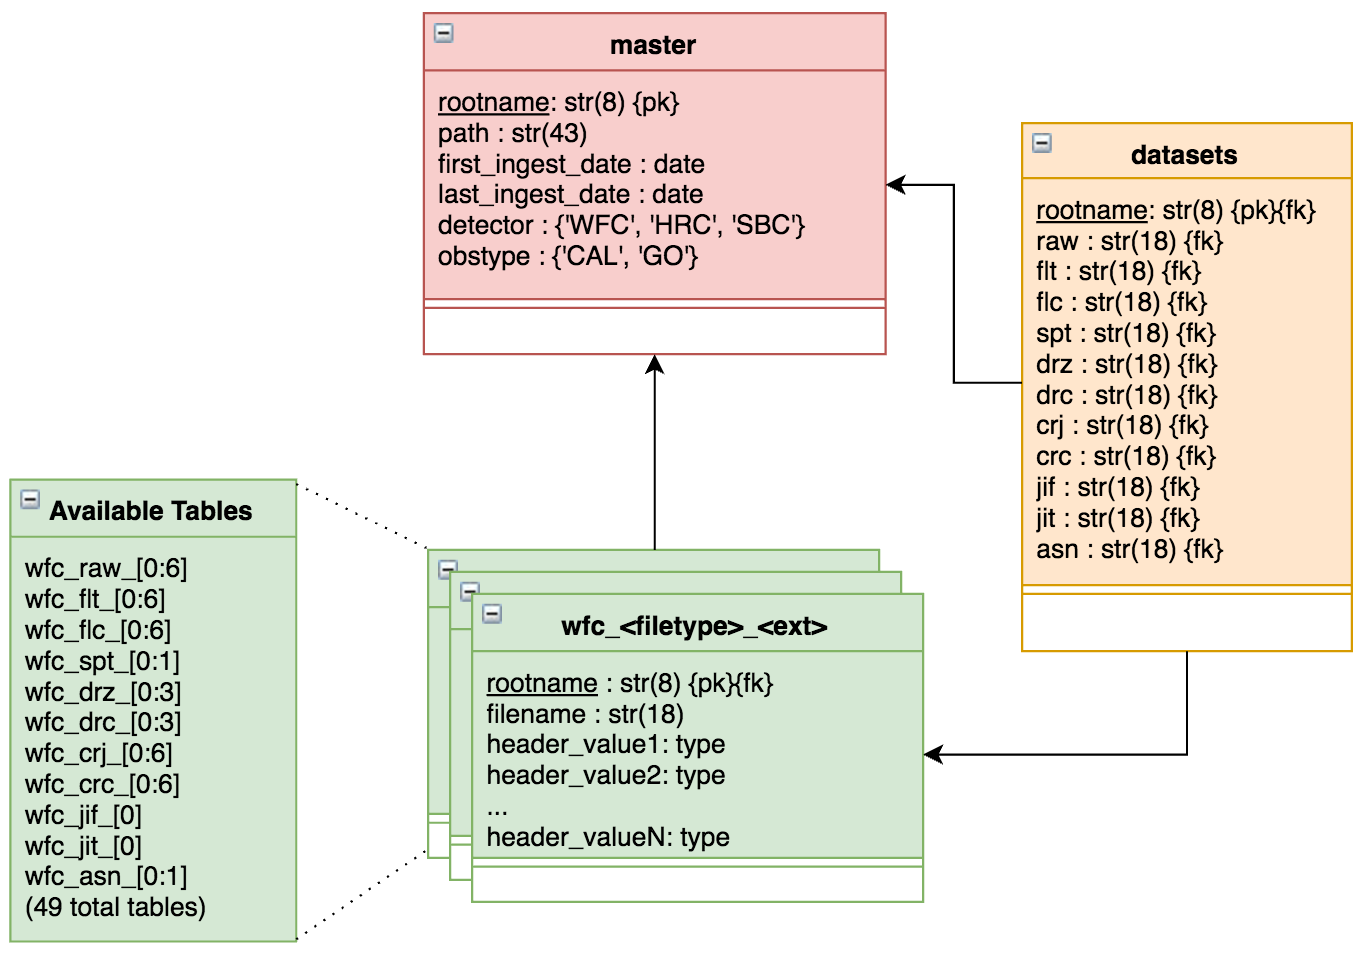 master
rootname: str(8) {pk}
path : str(43)
first_ingest_date : date
last_ingest_date : date
detector : {'WFC', 'HRC', 'SBC'}
obstype : {'CAL', 'GO'}
datasets
rootname: str(8) {pk}{fk}
raw : str(18) {fk}
flt : str(18) {fk}
flc : str(18) {fk}
spt : str(18) {fk}
drz : str(18) {fk}
drc : str(18) {fk}
crj : str(18) {fk}
crc : str(18) {fk}
jif : str(18) {fk}
jit : str(18) {fk}
asn : str(18) {fk}
Available Tables
wfc_raw_[0:6]
wfc_flt_[0:6]
wfc_flc_[0:6]
wfc_spt_[0:1]
wfc_drz_[0:3]
wfc_drc_[0:3]
wfc_crj_[0:6]
wfc_crc_[0:6]
wfc_jif_[0]
wfc_jit_[0]
wfc_asn_[0:1]
(49 total tables)
wfc_<filetype>_<ext>
rootname : str(8) {pk}{fk}
filename : str(18)
header_value1: type
header_value2: type
...
header_valueN: type